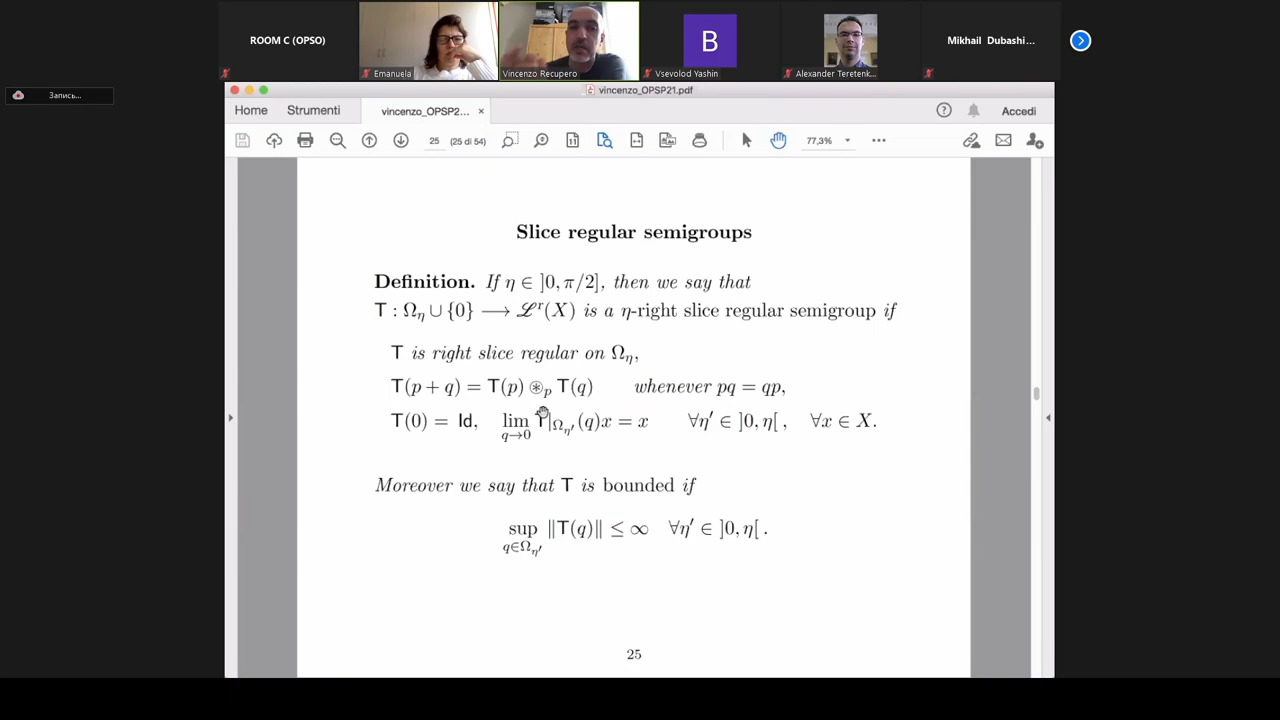 ROOM C (OPSO)
Emanuela
Vincenzo Recupero
B
Vsevolod Yashin
Alexander Teretenk...
Mikhail Dubashi...
Запись...
vincenzo_OPSP21.pdf
Home Strumenti vincenzo_OPSP2... × Accedi
25 (25 di 54) 77,3%
Slice regular semigroups
Definition. If η ∈ ]0, π/2], then we say that
T : Ω_η ∪ {0} ⟶ ℒ^r(X) is a η-right slice regular semigroup if
T is right slice regular on Ω_η,
T(p + q) = T(p) ⊛_p T(q) whenever pq = qp,
T(0) = Id, lim_{q→0} T|_{Ω_{η′}}(q)x = x ∀η′ ∈ ]0, η[ , ∀x ∈ X.
Moreover we say that T is bounded if
sup_{q∈Ω_{η′}} ‖T(q)‖ ≤ ∞ ∀η′ ∈ ]0, η[ .
25